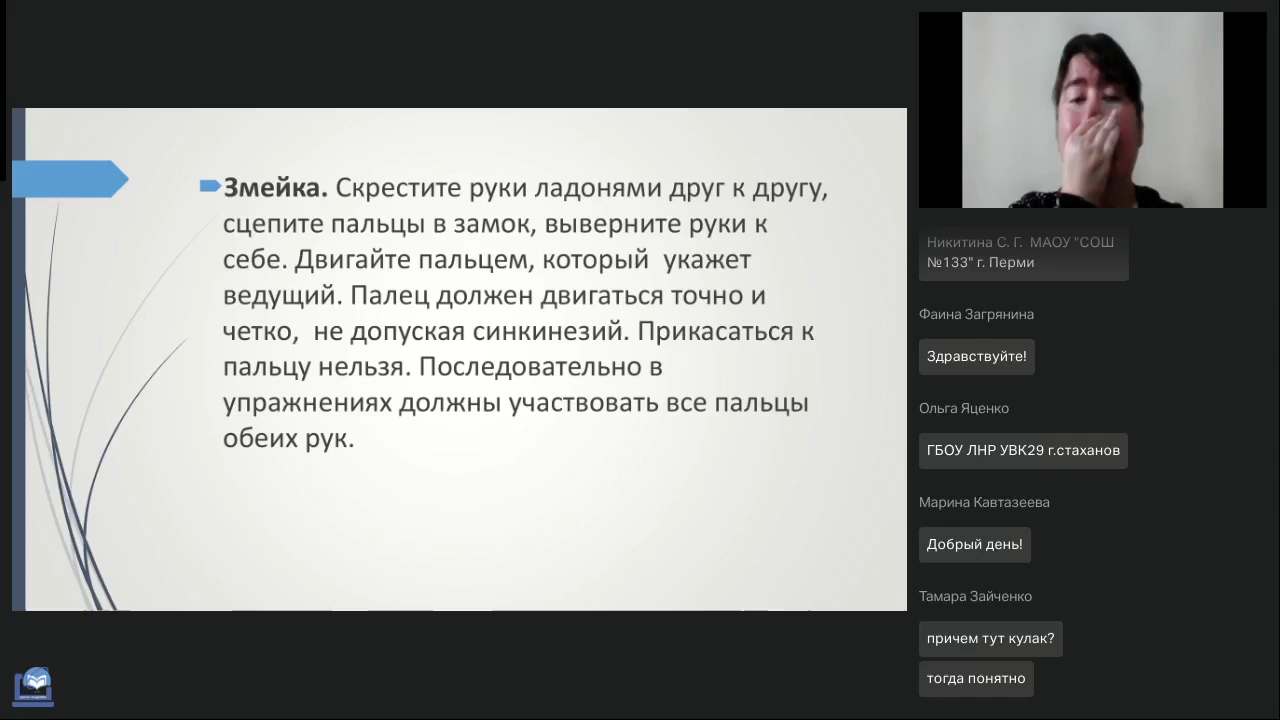 Змейка. Скрестите руки ладонями друг к другу,
сцепите пальцы в замок, выверните руки к
себе. Двигайте пальцем, который  укажет
ведущий. Палец должен двигаться точно и
четко,  не допуская синкинезий. Прикасаться к
пальцу нельзя. Последовательно в
упражнениях должны участвовать все пальцы
обеих рук.
Никитина С. Г.  МАОУ "СОШ
№133" г. Перми
Фаина Загрянина
Здравствуйте!
Ольга Яценко
ГБОУ ЛНР УВК29 г.стаханов
Марина Кавтазеева
Добрый день!
Тамара Зайченко
причем тут кулак?
тогда понятно